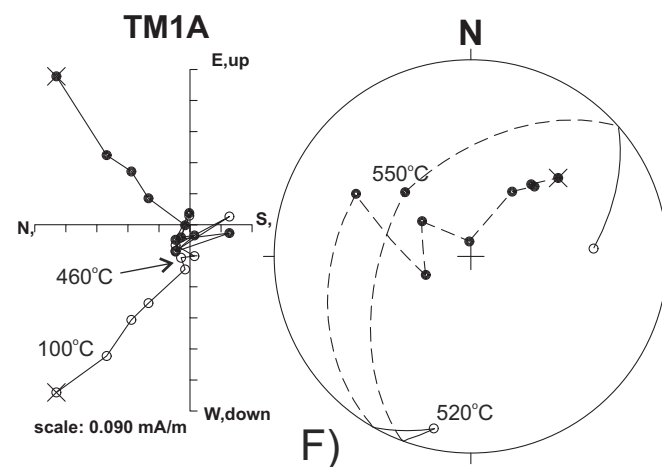 TM1A
N
E,up
550°C
N,
S,
460°C
100°C
520°C
W,down
scale: 0.090 mA/m
F)